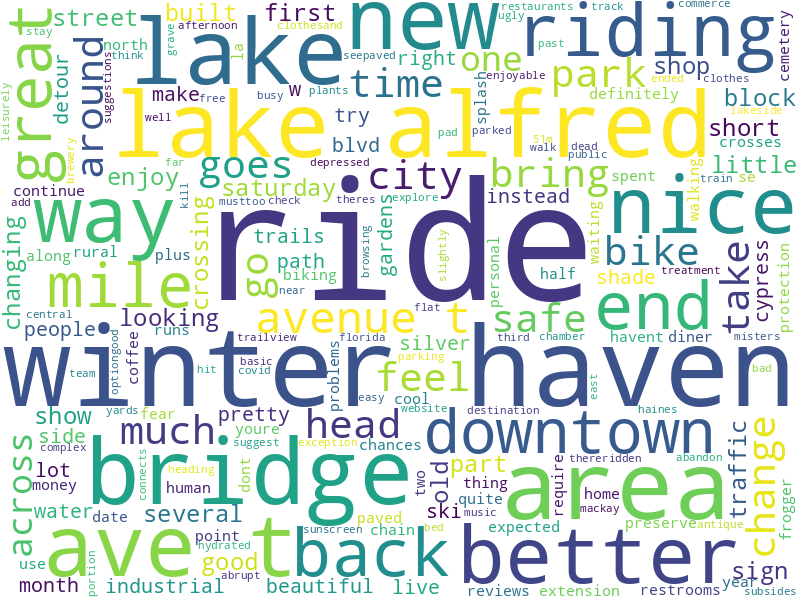 restaurants track commerce
ugly
built first new riding
street afternoon clothesand
north great grave lake
stay think la seepaved right one past cemetery
detour suggestions around time park shop
make w enjoyable clothes
free busy plants splash definitely block
leisurely well lake alfred try pad parked ended lakeside
blvd 51m short
brewery far goes walk dead public crosses
enjoy depressed city bring little
continue saturday kill musttoo check theres instead spent walking train se
add way explore nice
crossing trails gardens ride waiting bike
along rural plus path slightly personal shade take treatment cypress protection
changing biking browsing half
mile go near end
central looking avenue t flat safe
people runs trailview florida silver third chamber havent diner misters
team optiongood coffee basic problems parking feel east bad
winter haven
hit covid easy cool website destination haines
yards fear youre
show much pretty head downtown change
side complex suggest exception chances part traffic
across connects heading bridge old thing thereridden abandon
lot dont two area frogger
money human ski quite require home
water date several paved chain music mackay
point sunscreen expected preserve antique
use ave t hydrated bed back better sign
month portion good abrupt restrooms year
industrial beautiful live reviews extension subsides